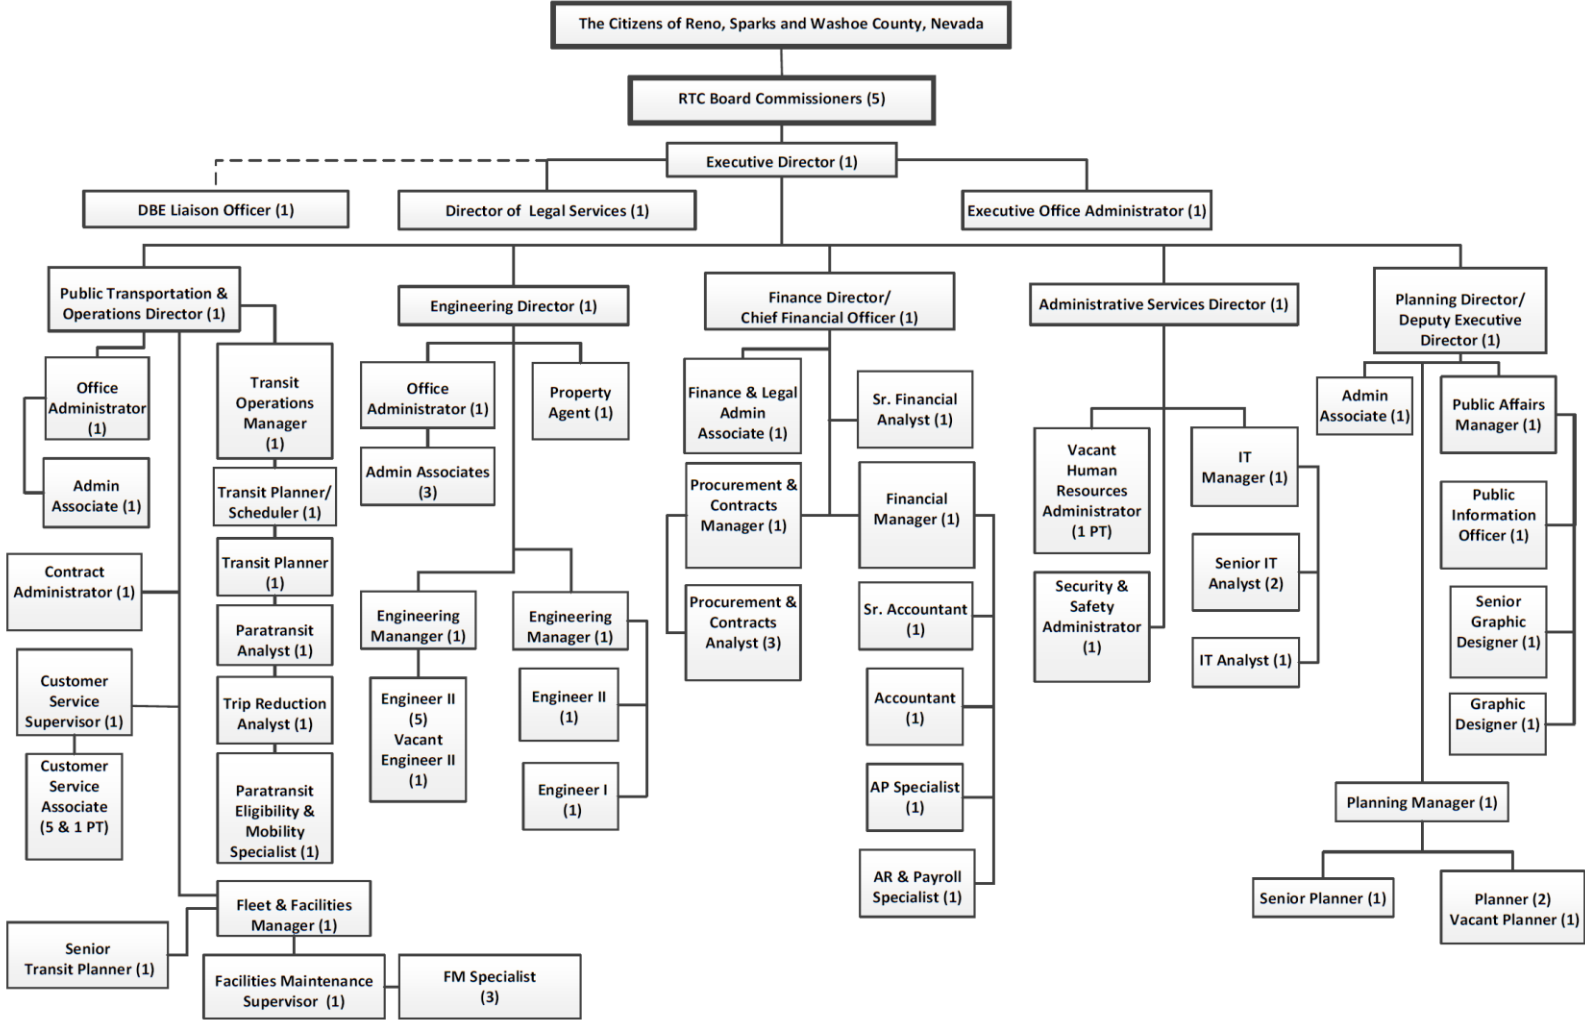 The Citizens of Reno, Sparks and Washoe County, Nevada
RTC Board Commissioners (5)
Executive Director (1)
DBE Liaison Officer (1)
Director of Legal Services (1)
Executive Office Administrator (1)
Public Transportation &
Operations Director (1)
Office
Administrator
(1)
Admin
Associate (1)
Contract
Administrator (1)
Customer
Service
Supervisor (1)
Customer
Service
Associate
(5 & 1 PT)
Transit
Operations
Manager
(1)
Transit Planner/
Scheduler (1)
Transit Planner
(1)
Paratransit
Analyst (1)
Trip Reduction
Analyst (1)
Paratransit
Eligibility &
Mobility
Specialist (1)
Fleet & Facilities
Manager (1)
Senior
Transit Planner (1)
Facilities Maintenance
Supervisor (1)
FM Specialist
(3)
Engineering Director (1)
Office
Administrator (1)
Admin Associates
(3)
Property
Agent (1)
Engineering
Mananger (1)
Engineer II
(5)
Vacant
Engineer II
(1)
Engineering
Manager (1)
Engineer II
(1)
Engineer I
(1)
Finance Director/
Chief Financial Officer (1)
Finance & Legal
Admin
Associate (1)
Sr. Financial
Analyst (1)
Procurement &
Contracts
Manager (1)
Procurement &
Contracts
Analyst (3)
Financial
Manager (1)
Sr. Accountant
(1)
Accountant
(1)
AP Specialist
(1)
AR & Payroll
Specialist (1)
Administrative Services Director (1)
Vacant
Human
Resources
Administrator
(1 PT)
Security &
Safety
Administrator
(1)
IT
Manager (1)
Senior IT
Analyst (2)
IT Analyst (1)
Planning Director/
Deputy Executive
Director (1)
Admin
Associate (1)
Public Affairs
Manager (1)
Public
Information
Officer (1)
Senior
Graphic
Designer (1)
Graphic
Designer (1)
Planning Manager (1)
Senior Planner (1)
Planner (2)
Vacant Planner (1)